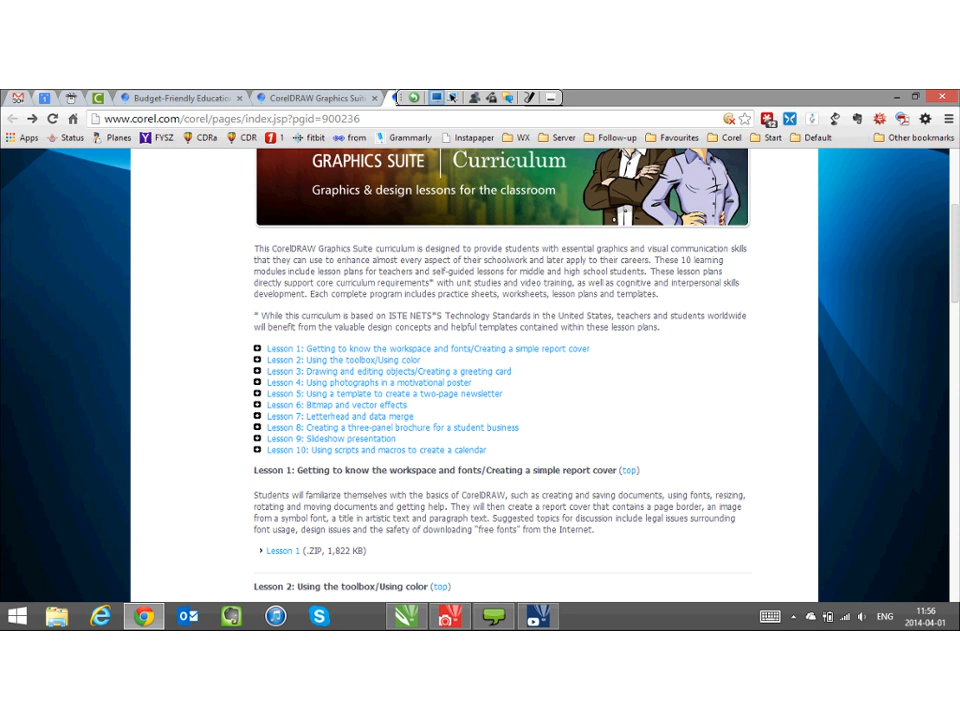 Budget-Friendly Educatio
CorelDRAW Graphics Suit
www.corel.com/corel/pages/index.jsp?pgid=900236
Apps Status Planes FYSZ CDRa CDR 1 fitbit from Grammarly Instapaper WX Server Follow-up Favourites Corel Start Default Other bookmarks
GRAPHICS SUITE Curriculum
Graphics & design lessons for the classroom
This CorelDRAW Graphics Suite curriculum is designed to provide students with essential graphics and visual communication skills
that they can use to enhance almost every aspect of their schoolwork and later apply to their careers. These 10 learning
modules include lesson plans for teachers and self-guided lessons for middle and high school students. These lesson plans
directly support core curriculum requirements* with unit studies and video training, as well as cognitive and interpersonal skills
development. Each complete program includes practice sheets, worksheets, lesson plans and templates.
* While this curriculum is based on ISTE NETS*S Technology Standards in the United States, teachers and students worldwide
will benefit from the valuable design concepts and helpful templates contained within these lesson plans.
Lesson 1: Getting to know the workspace and fonts/Creating a simple report cover
Lesson 2: Using the toolbox/Using color
Lesson 3: Drawing and editing objects/Creating a greeting card
Lesson 4: Using photographs in a motivational poster
Lesson 5: Using a template to create a two-page newsletter
Lesson 6: Bitmap and vector effects
Lesson 7: Letterhead and data merge
Lesson 8: Creating a three-panel brochure for a student business
Lesson 9: Slideshow presentation
Lesson 10: Using scripts and macros to create a calendar
Lesson 1: Getting to know the workspace and fonts/Creating a simple report cover (top)
Students will familiarize themselves with the basics of CorelDRAW, such as creating and saving documents, using fonts, resizing,
rotating and moving documents and getting help. They will then create a report cover that contains a page border, an image
from a symbol font, a title in artistic text and paragraph text. Suggested topics for discussion include legal issues surrounding
font usage, design issues and the safety of downloading "free fonts" from the Internet.
Lesson 1 (.ZIP, 1,822 KB)
Lesson 2: Using the toolbox/Using color (top)
ENG
11:56
2014-04-01